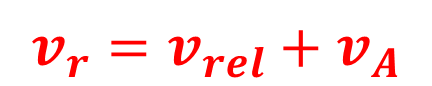 v_r = v_rel + v_A